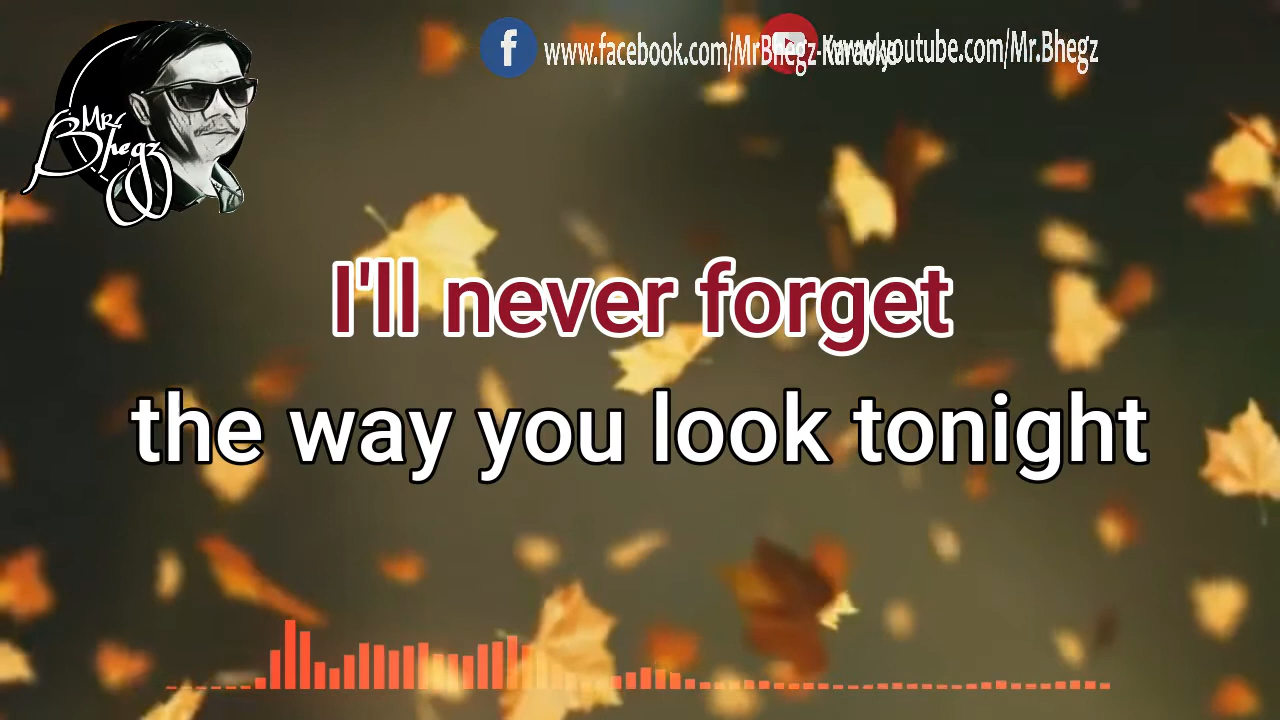 www.facebook.com/MrBhegz-Karaoke
youtube.com/Mr.Bhegz
Mr.
Bhegz
I'll never forget
the way you look tonight